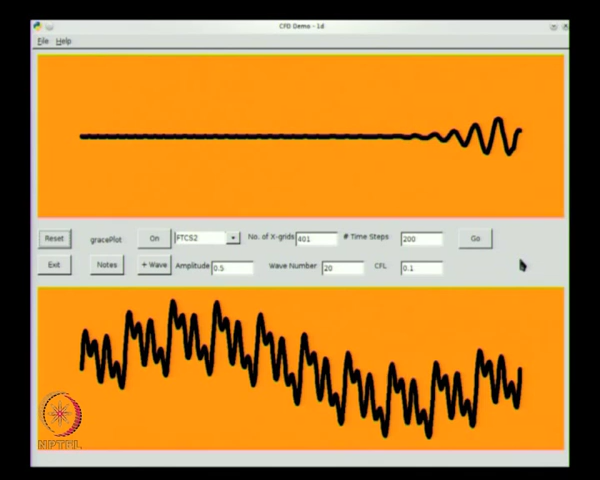 CFD Demo - 1d
File Help
Reset gracePlot On FTCS2 No. of X-grids 401 # Time Steps 200 Go
Exit Notes + Wave Amplitude 0.5 Wave Number 20 CFL 0.1
NPTEL